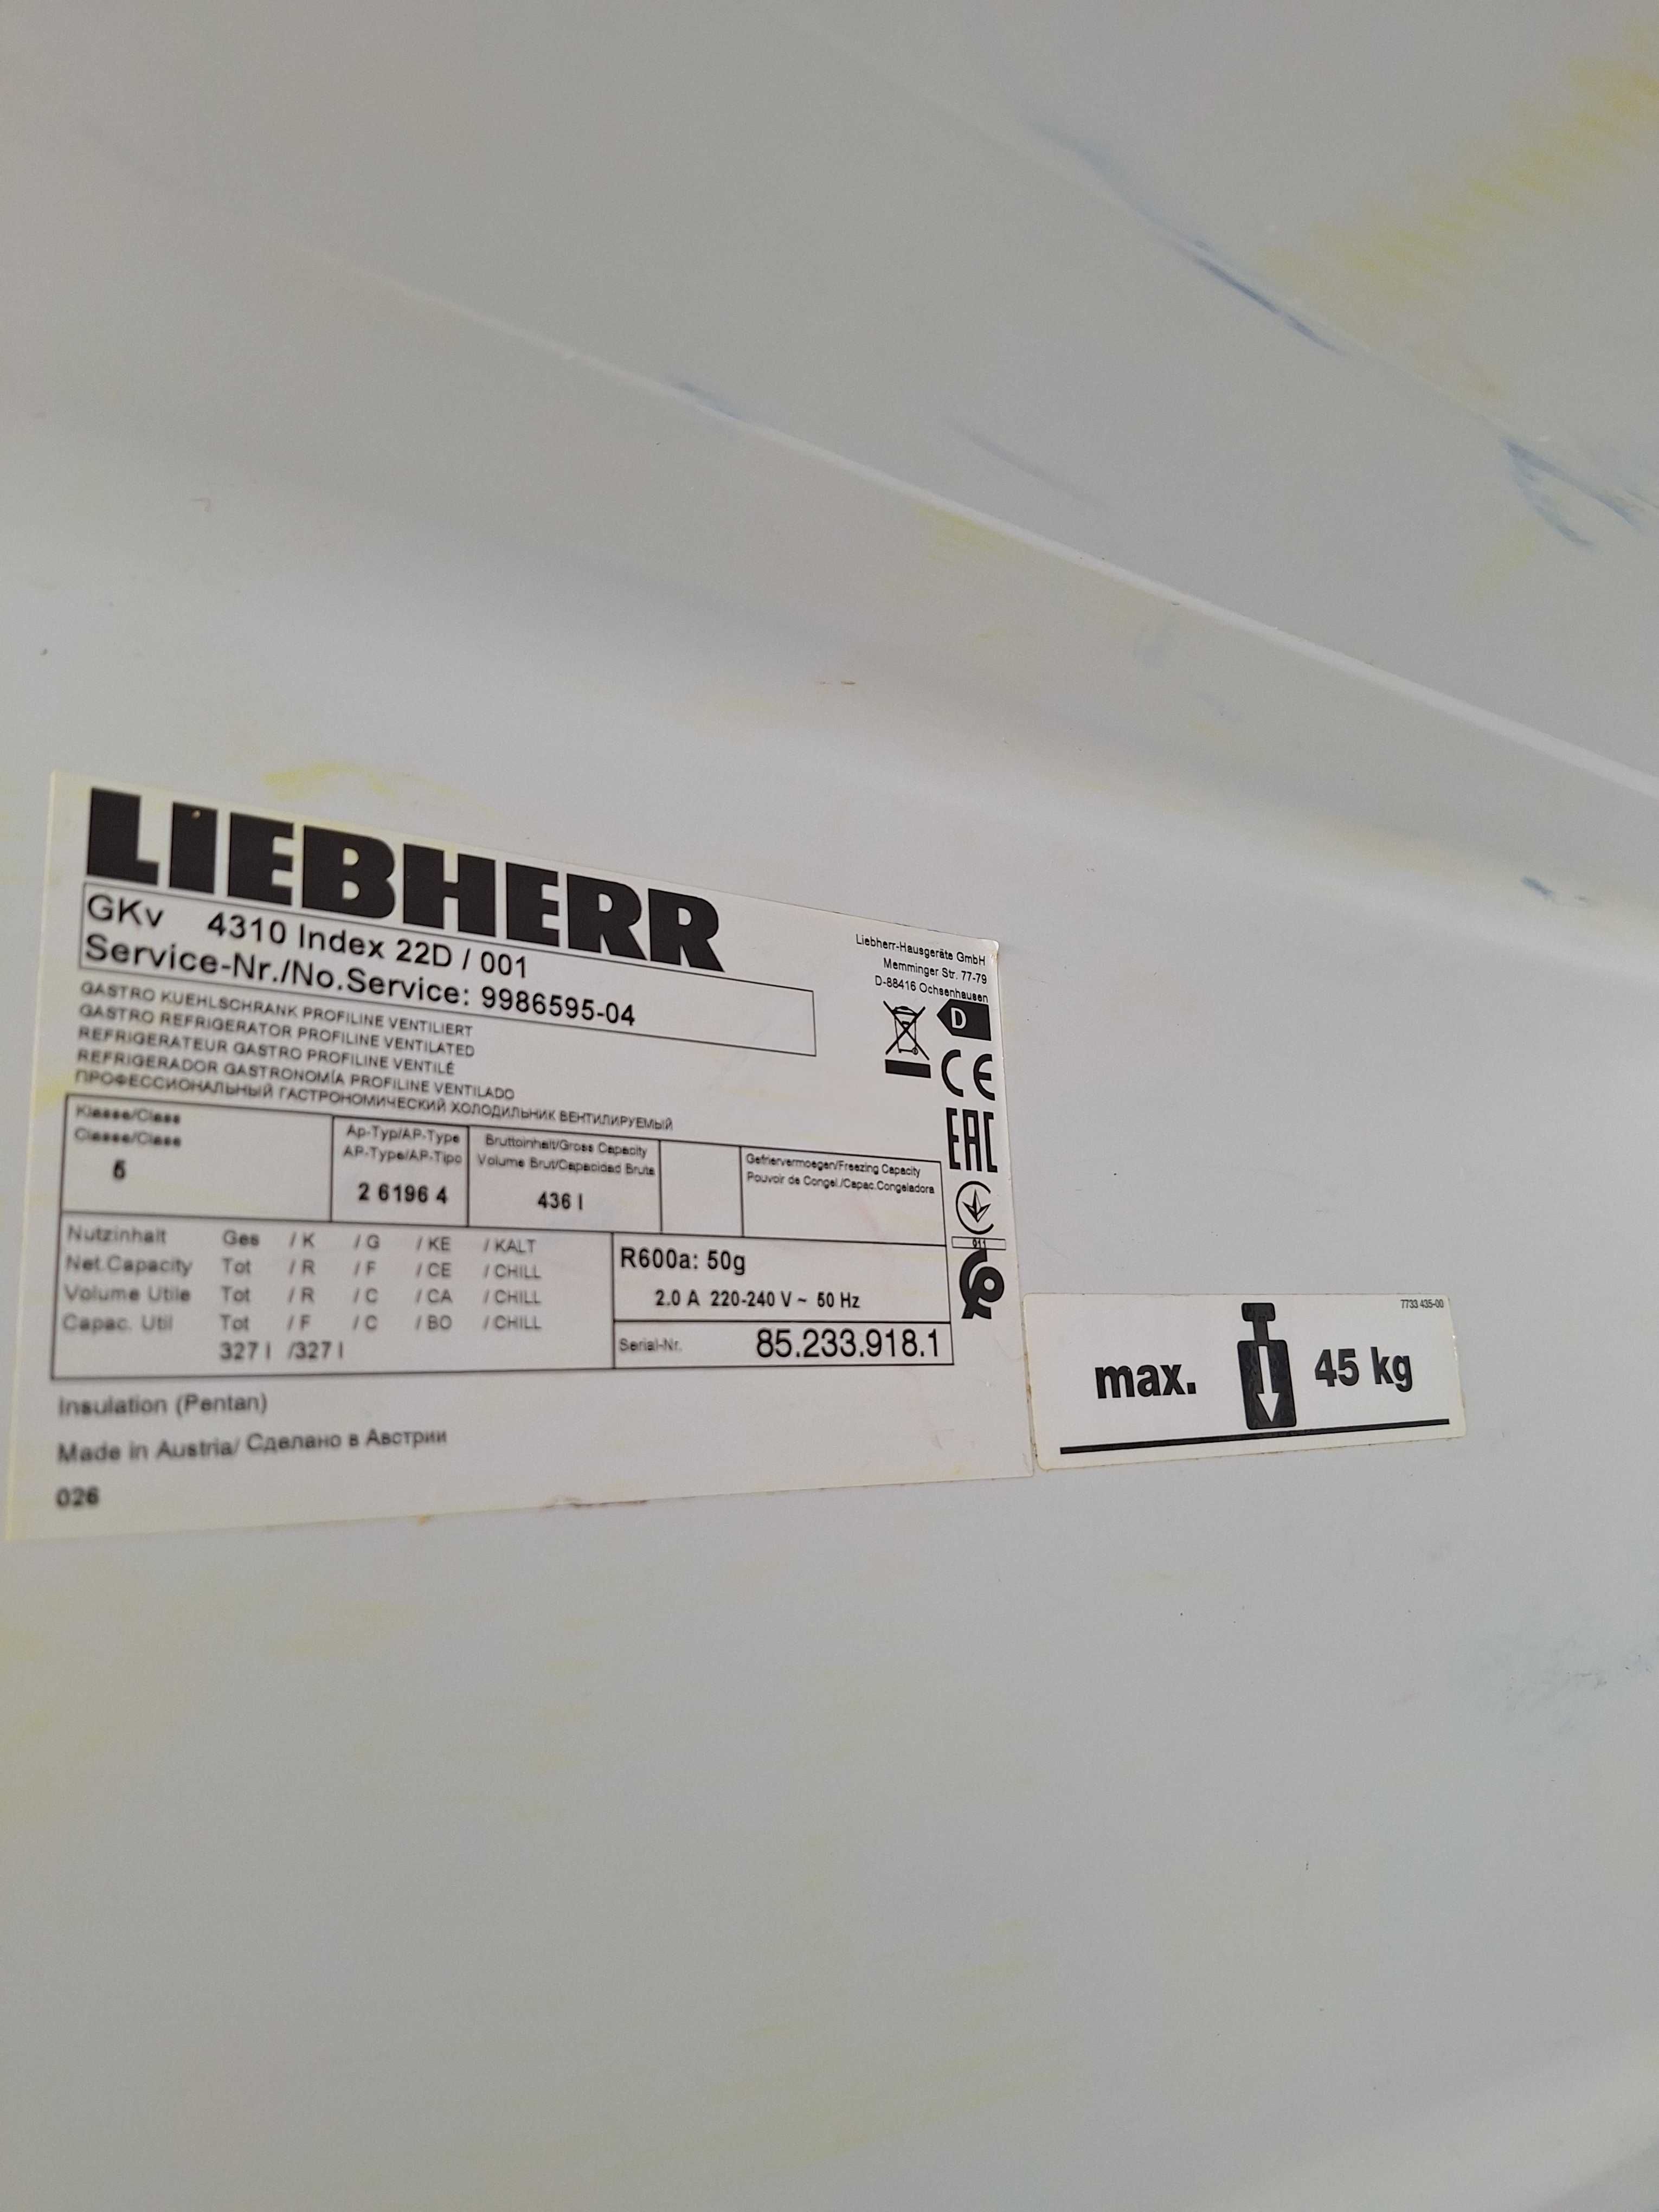 LIEBHERR
GKv 4310 Index 22D / 001
Service-Nr./No.Service: 9986595-04
Liebherr-Hausgeräte GmbH
Memminger Str. 77-79
D-88416 Ochsenhausen
D
CE
EAC
011
GASTRO KUEHLSCHRANK PROFILINE VENTILIERT
GASTRO REFRIGERATOR PROFILINE VENTILATED
REFRIGERATEUR GASTRO PROFILINE VENTILÉ
REFRIGERADOR GASTRONOMÍA PROFILINE VENTILADO
ПРОФЕССИОНАЛЬНЫЙ ГАСТРОНОМИЧЕСКИЙ ХОЛОДИЛЬНИК ВЕНТИЛИРУЕМЫЙ
Klasse/Class
Classe/Clase
5
Ap-Typ/AP-Type
AP-Type/AP-Tipo
2 6196 4
Bruttoinhalt/Gross Capacity
Volume Brut/Capacidad Bruta
436 l
Gefriervermoegen/Freezing Capacity
Pouvoir de Congel./Capac.Congeladora
Nutzinhalt Ges / K / G / KE / KALT
Net.Capacity Tot / R / F / CE / CHILL
Volume Utile Tot / R / C / CA / CHILL
Capac. Util Tot / F / C / BO / CHILL
327 l /327 l
R600a: 50g
2.0 A 220-240 V ~ 50 Hz
Serial-Nr. 85.233.918.1
Insulation (Pentan)
Made in Austria/ Сделано в Австрии
026
7733 435-00
max. 45 kg